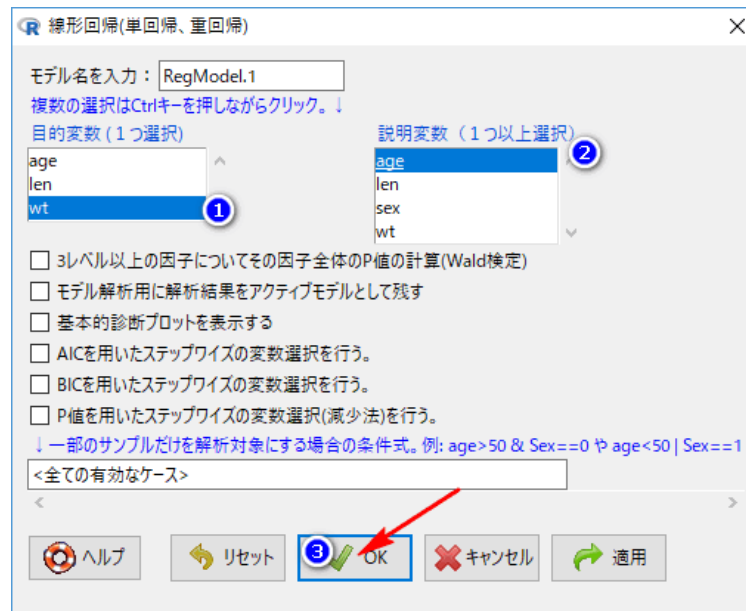 線形回帰(単回帰、重回帰)
モデル名を入力： RegModel.1
複数の選択はCtrlキーを押しながらクリック。↓
目的変数(1つ選択)
age
len
wt
1
説明変数（1つ以上選択）
age
len
sex
wt
2
3レベル以上の因子についてその因子全体のP値の計算(Wald検定)
モデル解析用に解析結果をアクティブモデルとして残す
基本的診断プロットを表示する
AICを用いたステップワイズの変数選択を行う。
BICを用いたステップワイズの変数選択を行う。
P値を用いたステップワイズの変数選択(減少法)を行う。
↓一部のサンプルだけを解析対象にする場合の条件式。例: age>50 & Sex==0 や age<50 | Sex==1
<全ての有効なケース>
ヘルプ リセット 3 OK キャンセル 適用